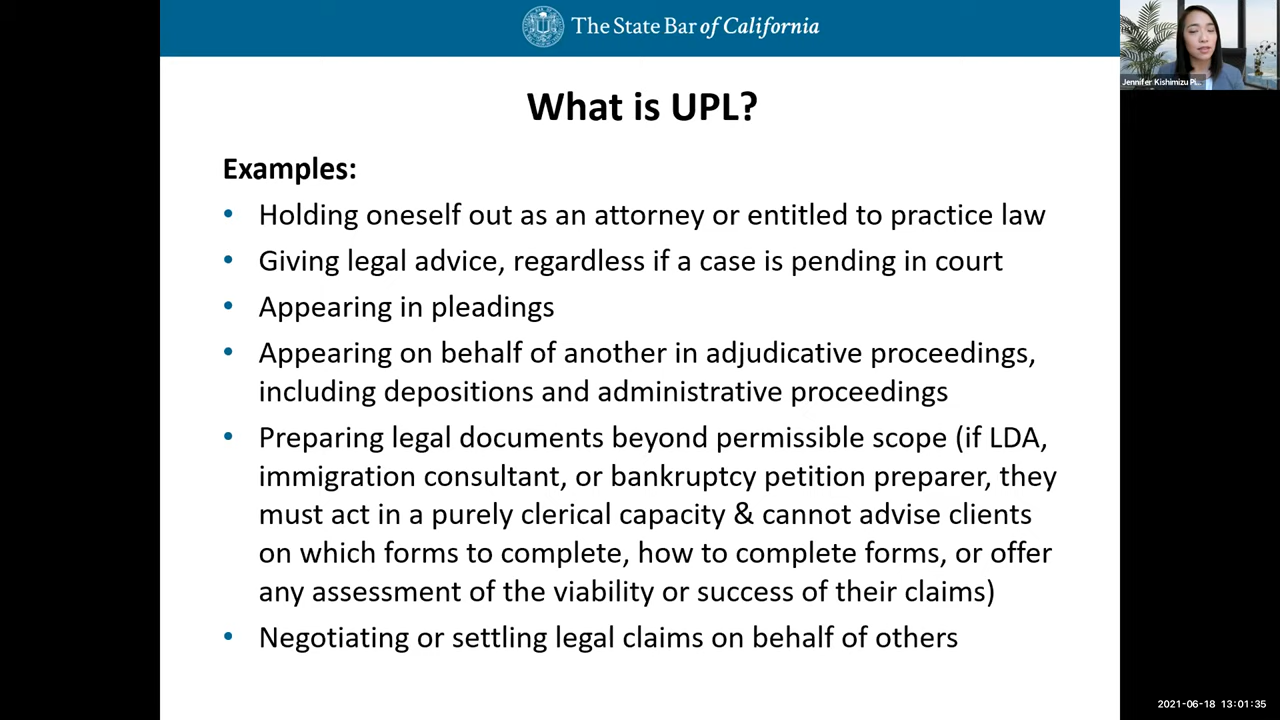 The State Bar of California
Jennifer Kishimizu Pi...
What is UPL?
Examples:
• Holding oneself out as an attorney or entitled to practice law
• Giving legal advice, regardless if a case is pending in court
• Appearing in pleadings
• Appearing on behalf of another in adjudicative proceedings,
including depositions and administrative proceedings
• Preparing legal documents beyond permissible scope (if LDA,
immigration consultant, or bankruptcy petition preparer, they
must act in a purely clerical capacity & cannot advise clients
on which forms to complete, how to complete forms, or offer
any assessment of the viability or success of their claims)
• Negotiating or settling legal claims on behalf of others
2021-06-18 13:01:35